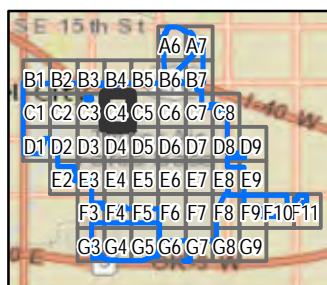 SE 15th St
A6 A7
B1 B2 B3 B4 B5 B6 B7
C1 C2 C3 C4 C5 C6 C7 C8
I-40 W
D1 D2 D3 D4 D5 D6 D7 D8 D9
E2 E3 E4 E5 E6 E7 E8 E9
F3 F4 F5 F6 F7 F8 F9 F10 F11
G3 G4 G5 G6 G7 G8 G9